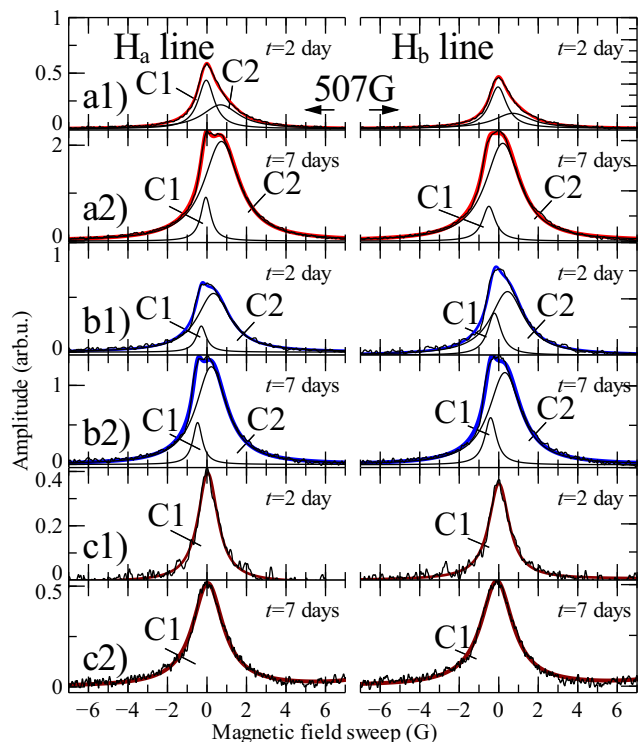 Hₐ line
H_b line
t=2 day
t=2 day
0.5
0.25
0
C1
C2
507G
a1)
2
1
0
t=7 days
t=7 days
C1
C2
C1
C2
a2)
1
0.5
0
t=2 day
t=2 day
C1
C2
C1
C2
b1)
1
0
t=7 days
t=7 days
C1
C2
C1
C2
b2)
0.4
0.2
0
t=2 day
t=2 day
C1
C1
c1)
0.5
0
t=7 days
t=7 days
C1
C1
c2)
Amplitude (arb.u.)
−6 −4 −2 0 2 4 6 −6 −4 −2 0 2 4 6
Magnetic field sweep (G)